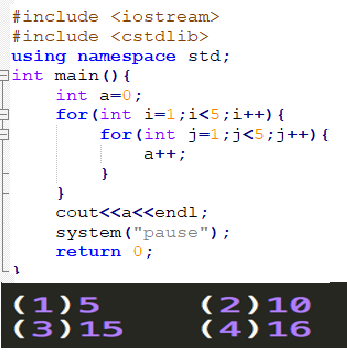 #include <iostream>
#include <cstdlib>
using namespace std;
int main(){
    int a=0;
    for(int i=1;i<5;i++){
        for(int j=1;j<5;j++){
            a++;
        }
    }
    cout<<a<<endl;
    system("pause");
    return 0;
}
(1)5 (2)10
(3)15 (4)16